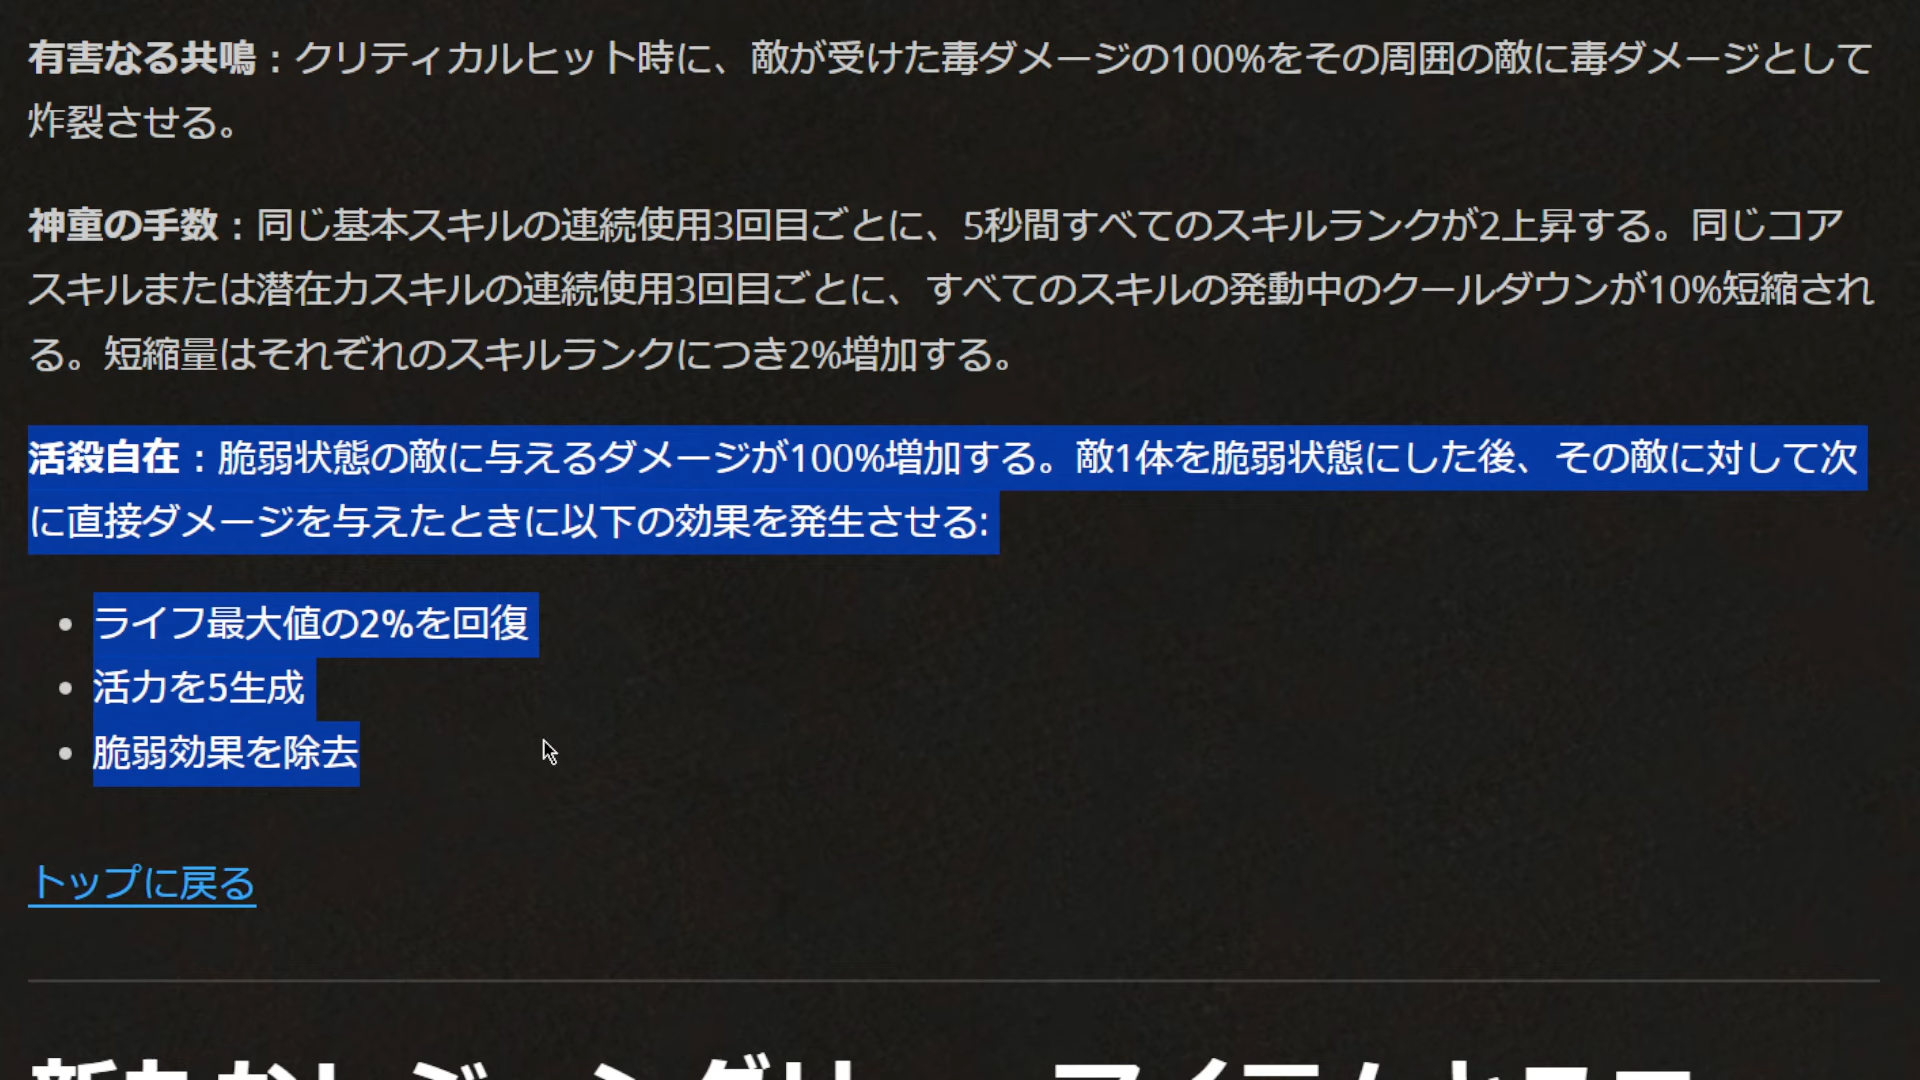 有害なる共鳴：クリティカルヒット時に、敵が受けた毒ダメージの100%をその周囲の敵に毒ダメージとして
炸裂させる。
神童の手数：同じ基本スキルの連続使用3回目ごとに、5秒間すべてのスキルランクが2上昇する。同じコア
スキルまたは潜在力スキルの連続使用3回目ごとに、すべてのスキルの発動中のクールダウンが10%短縮され
る。短縮量はそれぞれのスキルランクにつき2%増加する。
活殺自在：脆弱状態の敵に与えるダメージが100%増加する。敵1体を脆弱状態にした後、その敵に対して次
に直接ダメージを与えたときに以下の効果を発生させる:
• ライフ最大値の2%を回復
• 活力を5生成
• 脆弱効果を除去
トップに戻る